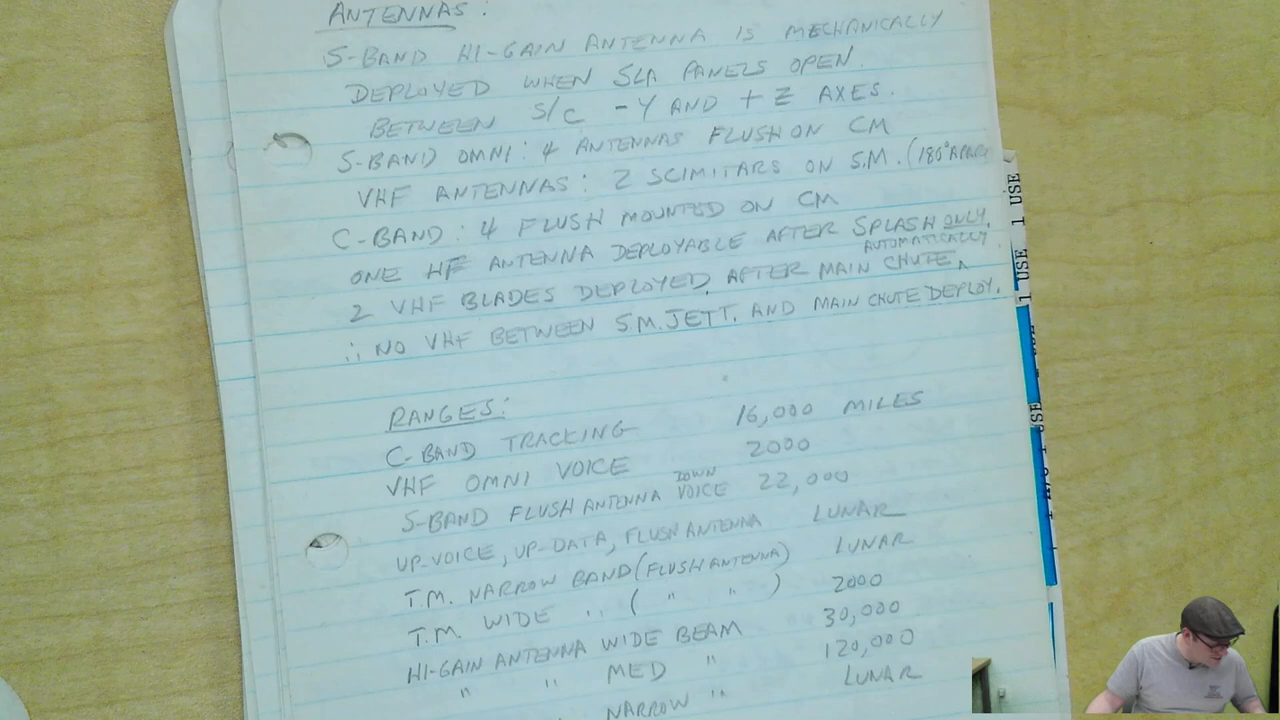 ANTENNAS:
S-BAND HI-GAIN ANTENNA IS MECHANICALLY
DEPLOYED WHEN SLA PANELS OPEN.
BETWEEN S/C -Y AND +Z AXES.
S-BAND OMNI: 4 ANTENNAS FLUSH ON CM
VHF ANTENNAS: 2 SCIMITARS ON S.M. (180° APART
C-BAND: 4 FLUSH MOUNTED ON CM
ONE HF ANTENNA DEPLOYABLE AFTER SPLASH ONLY.
2 VHF BLADES DEPLOYED AFTER MAIN CHUTE ^ AUTOMATICALLY.
∴ NO VHF BETWEEN S.M. JETT. AND MAIN CHUTE DEPLOY.
RANGES:
C-BAND TRACKING 16,000 MILES
VHF OMNI VOICE 2000
S-BAND FLUSH ANTENNA DOWN VOICE 22,000
UP-VOICE, UP-DATA, FLUSH ANTENNA LUNAR
T.M. NARROW BAND (FLUSH ANTENNA) LUNAR
T.M. WIDE " ( " " ) 2000
HI-GAIN ANTENNA WIDE BEAM 30,000
" " MED " 120,000
NARROW " LUNAR
1 USE
1 USE
USE